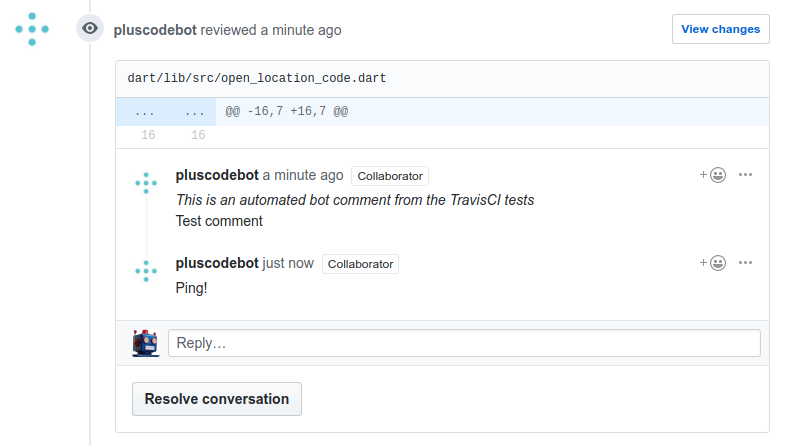 pluscodebot reviewed a minute ago
View changes
dart/lib/src/open_location_code.dart
... ... @@ -16,7 +16,7 @@
16 16
pluscodebot a minute ago Collaborator
This is an automated bot comment from the TravisCI tests
Test comment
pluscodebot just now Collaborator
Ping!
Reply…
Resolve conversation